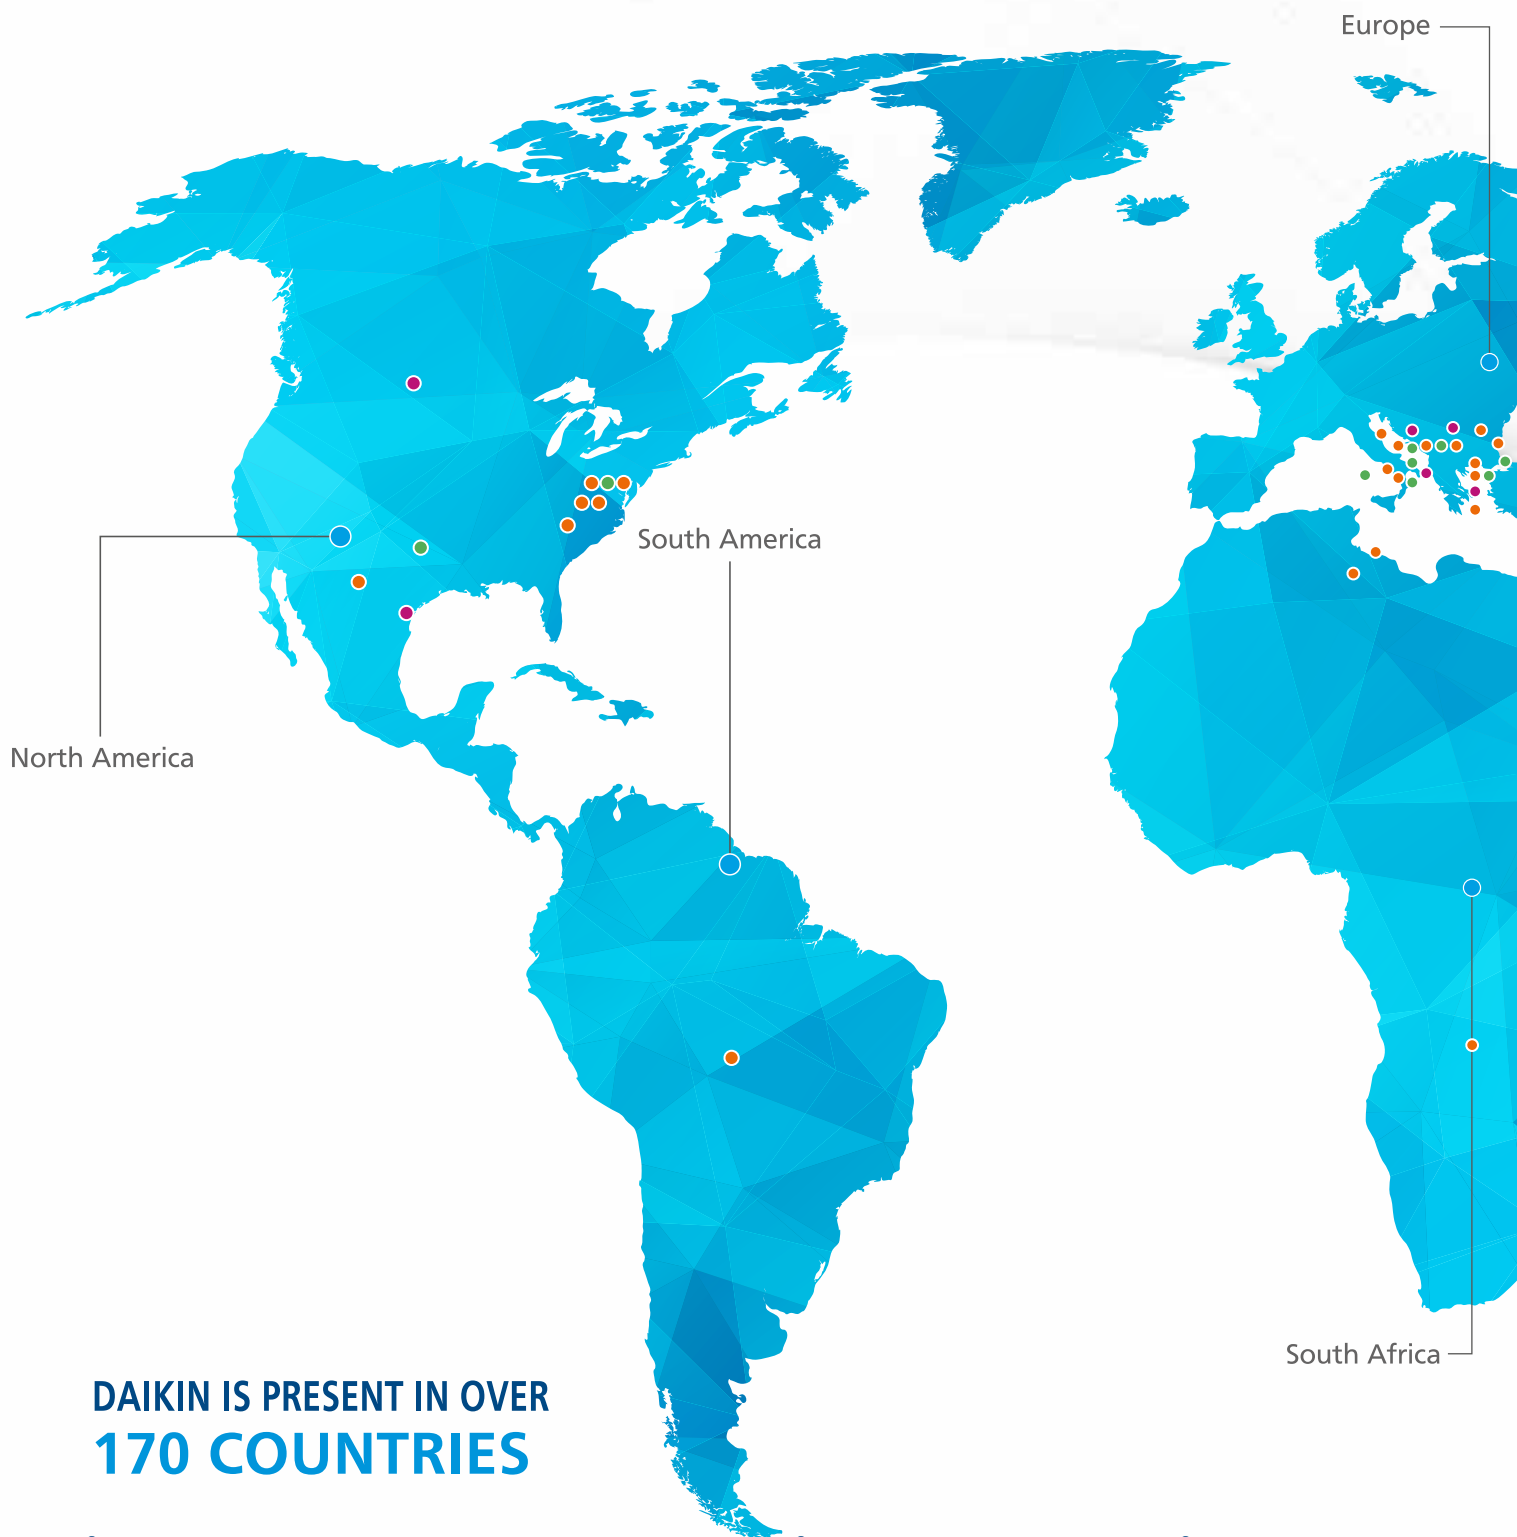 Europe
South America
North America
South Africa
DAIKIN IS PRESENT IN OVER
170 COUNTRIES